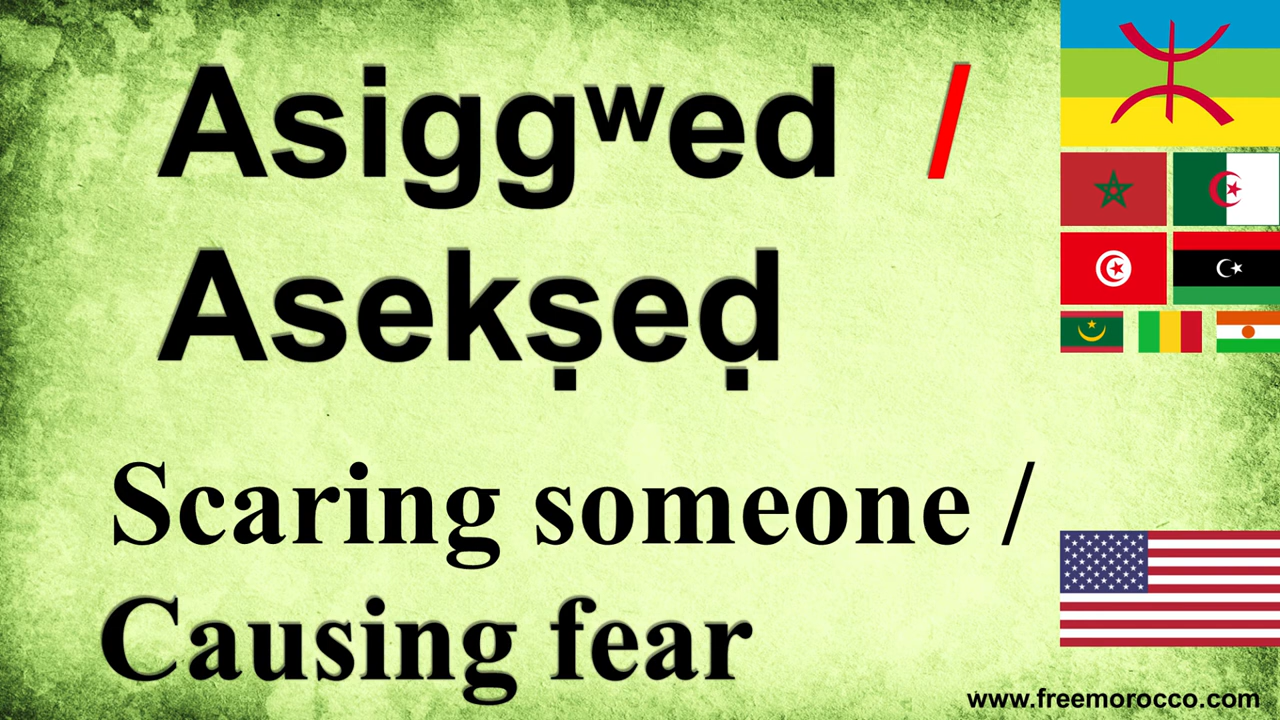 Asiggʷed /
Asekṣeḍ
Scaring someone /
Causing fear
www.freemorocco.com